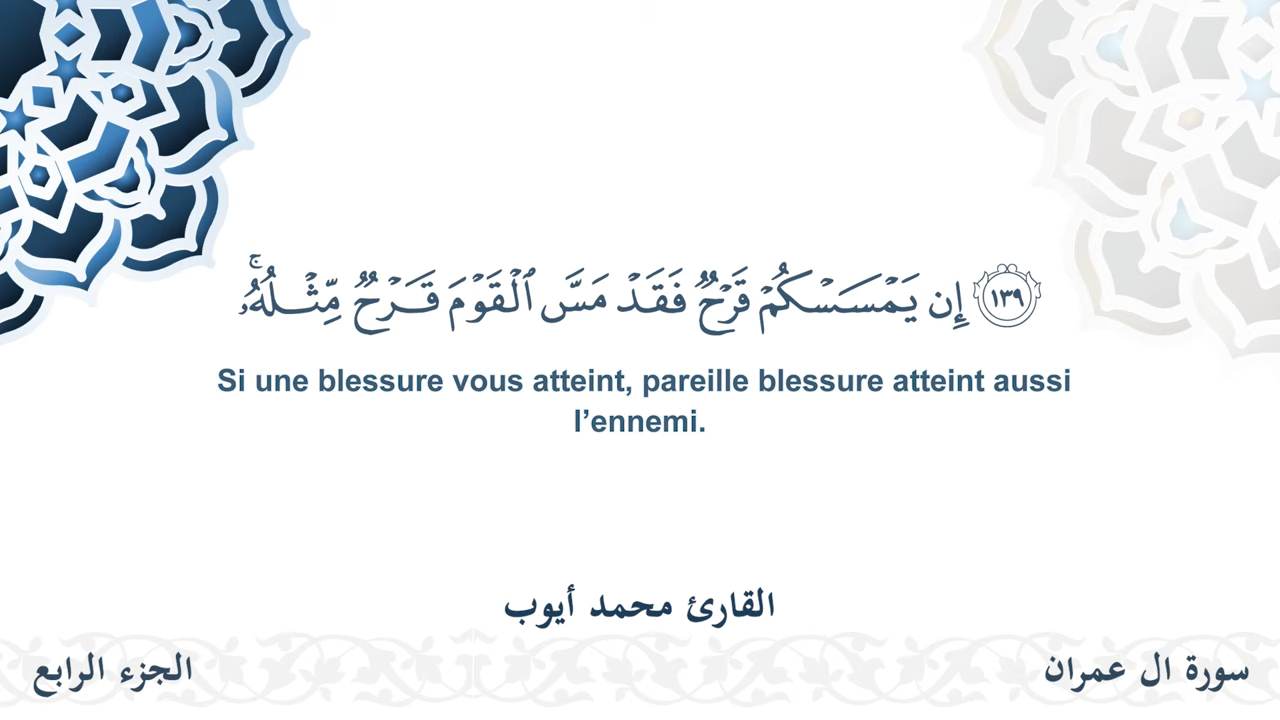 ١٣٩ إِن يَمْسَسْكُمْ قَرْحٌ فَقَدْ مَسَّ ٱلْقَوْمَ قَرْحٌ مِّثْلُهُۥ ۚ
Si une blessure vous atteint, pareille blessure atteint aussi
l’ennemi.
القارئ محمد أيوب
سورة ال عمران
الجزء الرابع